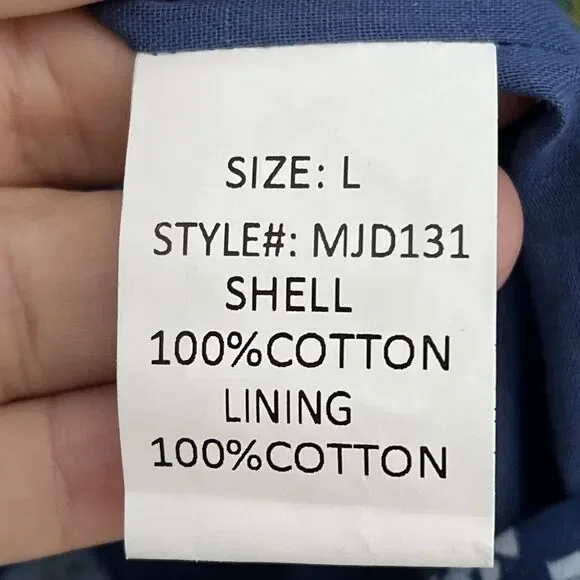 SIZE: L
STYLE#: MJD131
SHELL
100%COTTON
LINING
100%COTTON